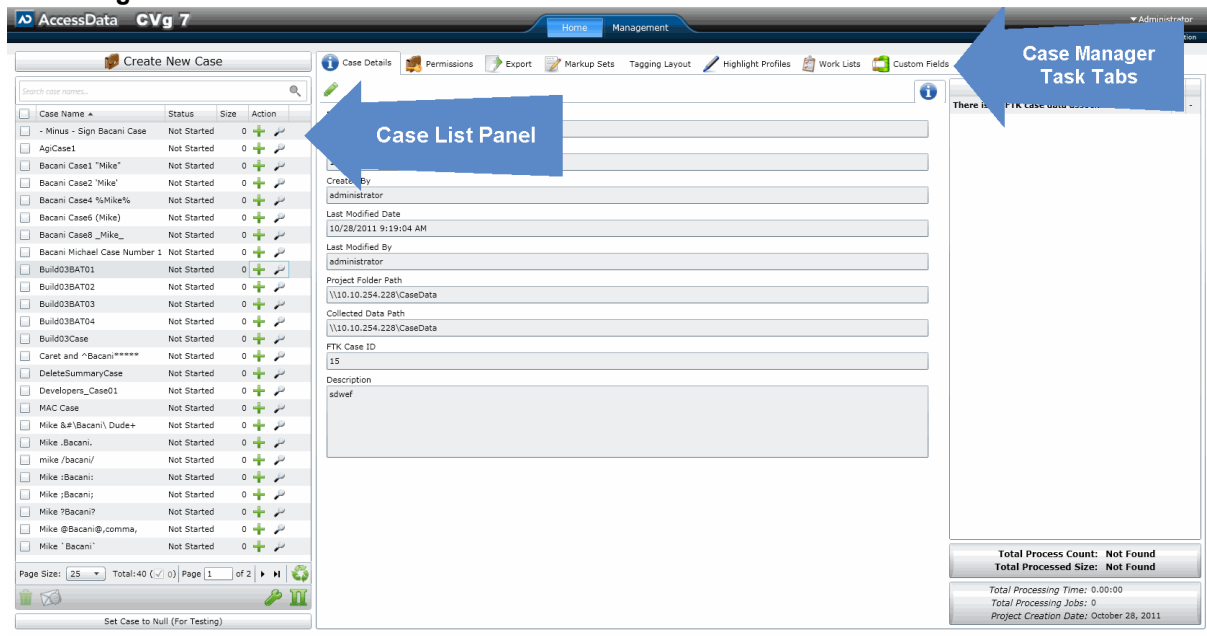 AccessData CVg 7
Home Management
Administrator
Create New Case
Case Details Permissions Export Markup Sets Tagging Layout Highlight Profiles Work Lists Custom Fields
Case Manager
Task Tabs
Case List Panel
Search case names...
Case Name Status Size Action
- Minus - Sign Bacani Case Not Started 0
AgiCase1 Not Started 0
Bacani Case1 "Mike" Not Started 0
Bacani Case2 'Mike' Not Started 0
Bacani Case4 %Mike% Not Started 0
Bacani Case6 (Mike) Not Started 0
Bacani Case8 _Mike_ Not Started 0
Bacani Michael Case Number 1 Not Started 0
Build03BAT01 Not Started 0
Build03BAT02 Not Started 0
Build03BAT03 Not Started 0
Build03BAT04 Not Started 0
Build03Case Not Started 0
Caret and ^Bacani***** Not Started 0
DeleteSummaryCase Not Started 0
Developers_Case01 Not Started 0
MAC Case Not Started 0
Mike &#\Bacani\ Dude+ Not Started 0
Mike .Bacani. Not Started 0
mike /bacani/ Not Started 0
Mike :Bacani: Not Started 0
Mike ;Bacani; Not Started 0
Mike ?Bacani? Not Started 0
Mike @Bacani@,comma, Not Started 0
Mike `Bacani` Not Started 0
Page Size: 25 Total:40 ( 0) Page 1 of 2
Set Case to Null (For Testing)
Created By
administrator
Last Modified Date
10/28/2011 9:19:04 AM
Last Modified By
administrator
Project Folder Path
\\10.10.254.228\CaseData
Collected Data Path
\\10.10.254.228\CaseData
FTK Case ID
15
Description
sdwef
There is FTK case data
Total Process Count: Not Found
Total Processed Size: Not Found
Total Processing Time: 0.00:00
Total Processing Jobs: 0
Project Creation Date: October 28, 2011